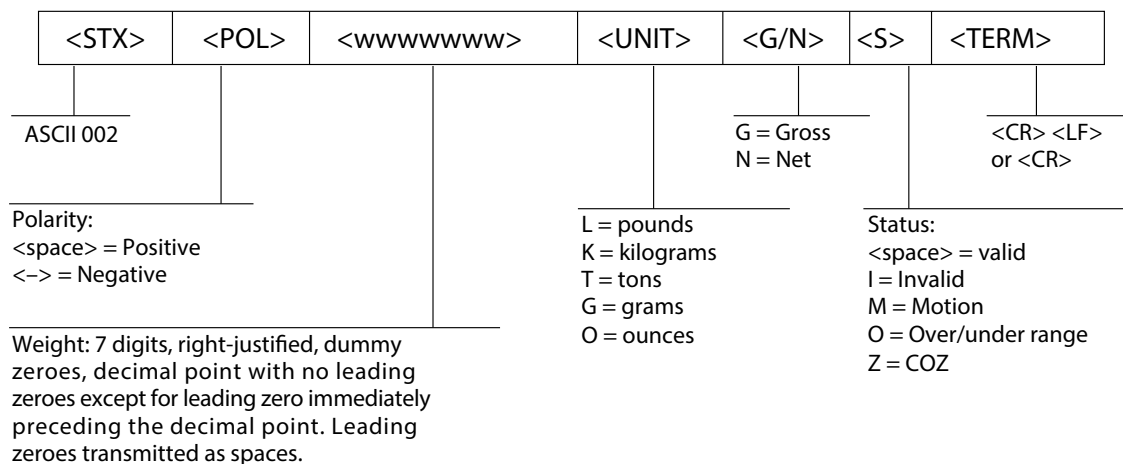 <STX> <POL> <wwwwwww> <UNIT> <G/N> <S> <TERM>
ASCII 002
G = Gross
N = Net
<CR> <LF>
or <CR>
Polarity:
<space> = Positive
<–> = Negative
L = pounds
K = kilograms
T = tons
G = grams
O = ounces
Status:
<space> = valid
I = Invalid
M = Motion
O = Over/under range
Z = COZ
Weight: 7 digits, right-justified, dummy
zeroes, decimal point with no leading
zeroes except for leading zero immediately
preceding the decimal point. Leading
zeroes transmitted as spaces.